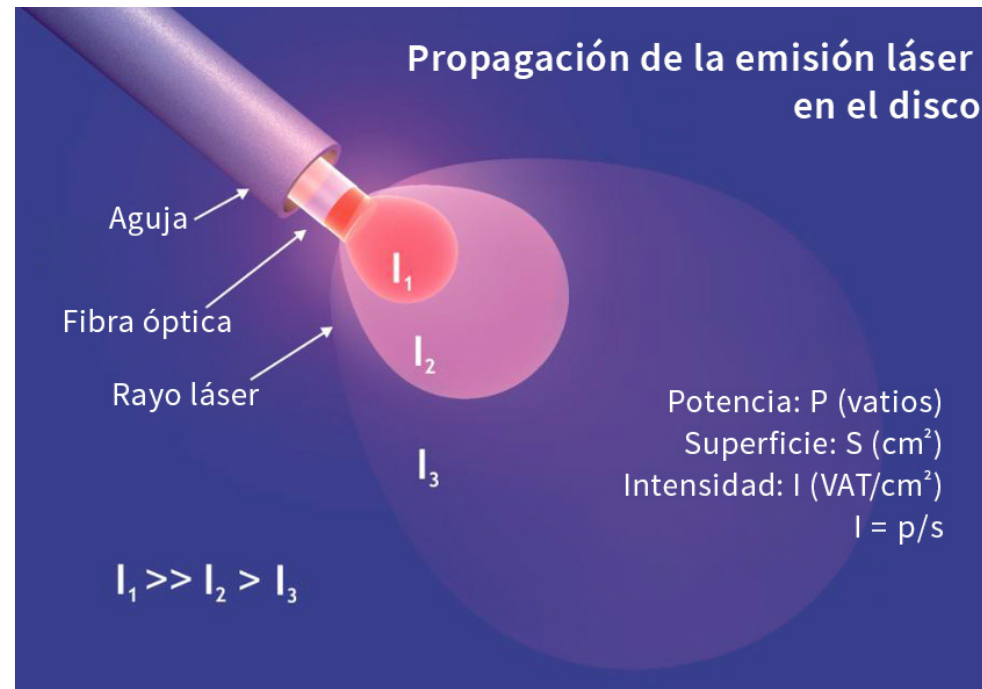 Propagación de la emisión láser
en el disco
Aguja
Fibra óptica
Rayo láser
I₁
I₂
I₃
Potencia: P (vatios)
Superficie: S (cm²)
Intensidad: I (VAT/cm²)
I = p/s
I₁ >> I₂ > I₃